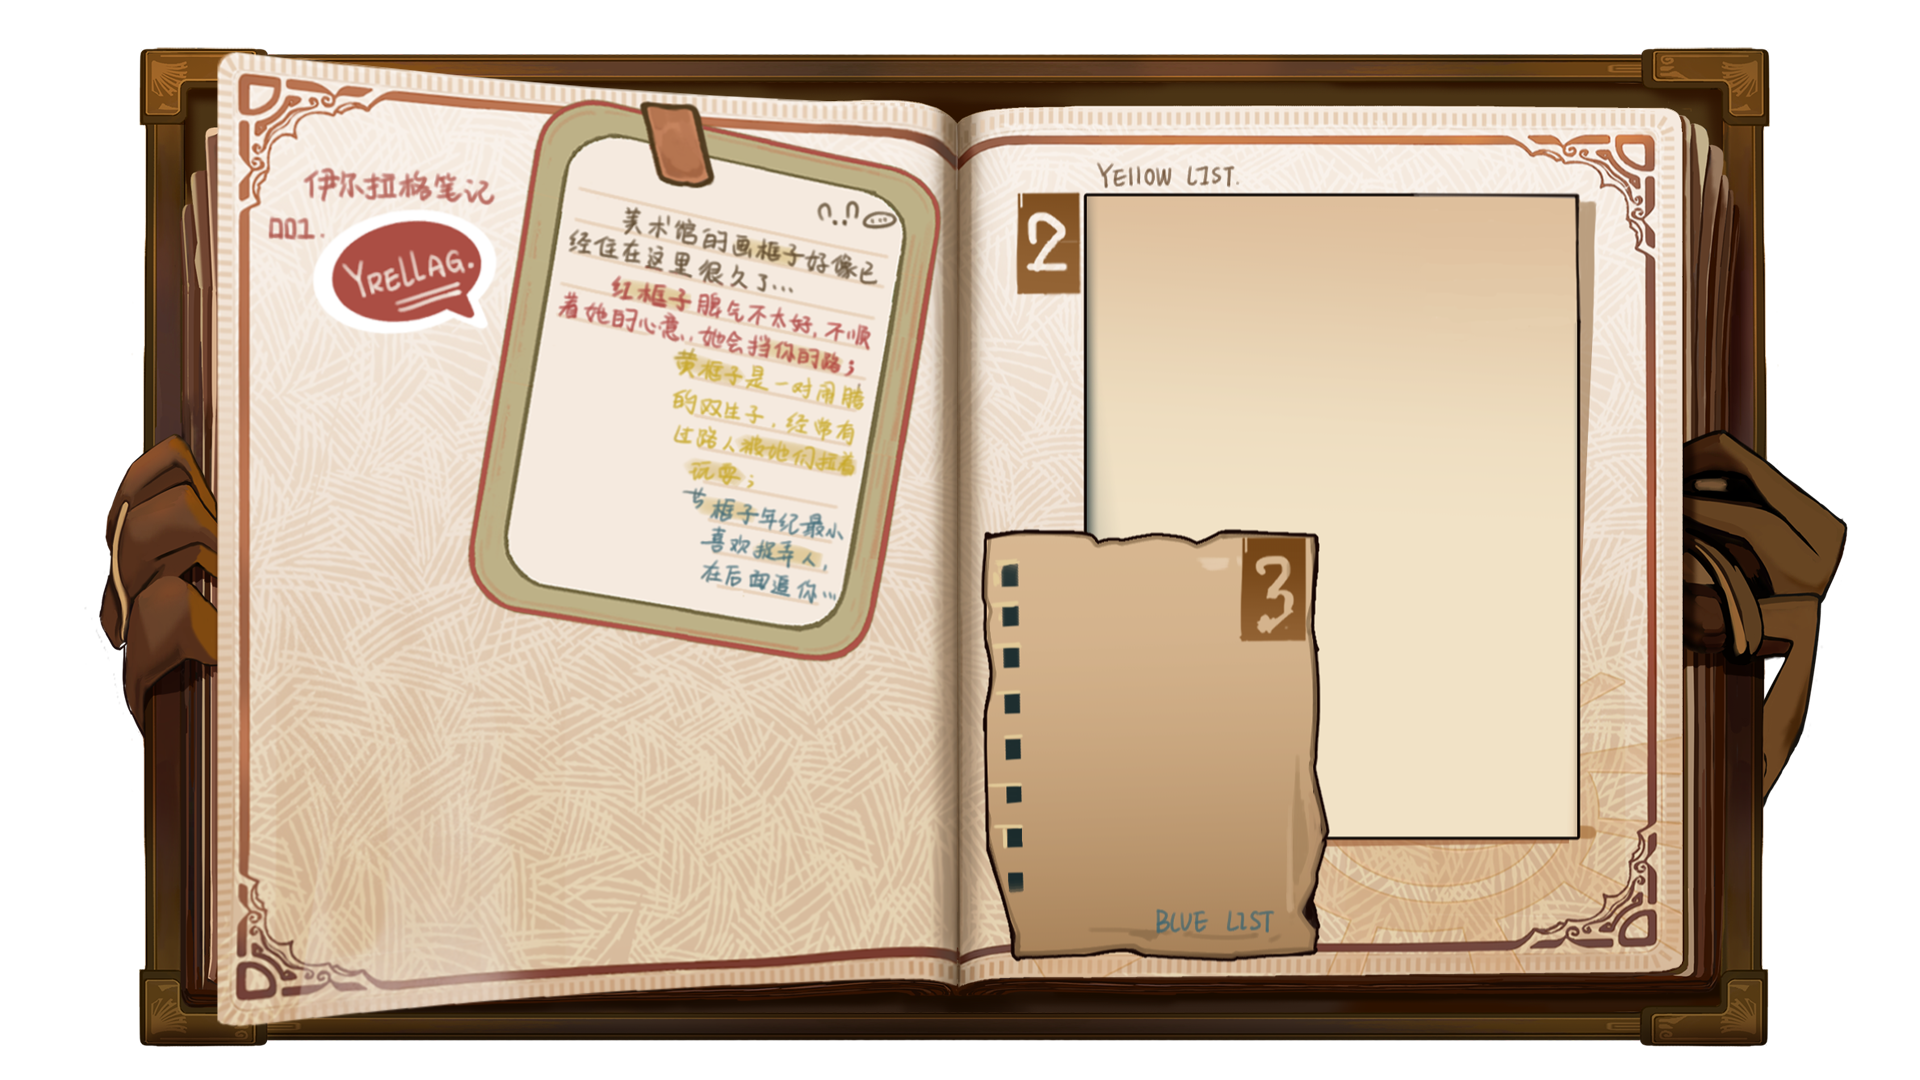 伊尔拉格笔记
001.
YRELLAG.
美术馆的画框子好像已
经住在这里很久了...
红框子脾气不太好,不顺
着她的心意,她会挡你的路;
黄框子是一对闹腾
的双生子,经常有
过路人被她们拉着
玩耍;
框子年纪最小
喜欢捉弄人,
在后面追你...
YEllOW LIST.
2
3
BLUE LIST